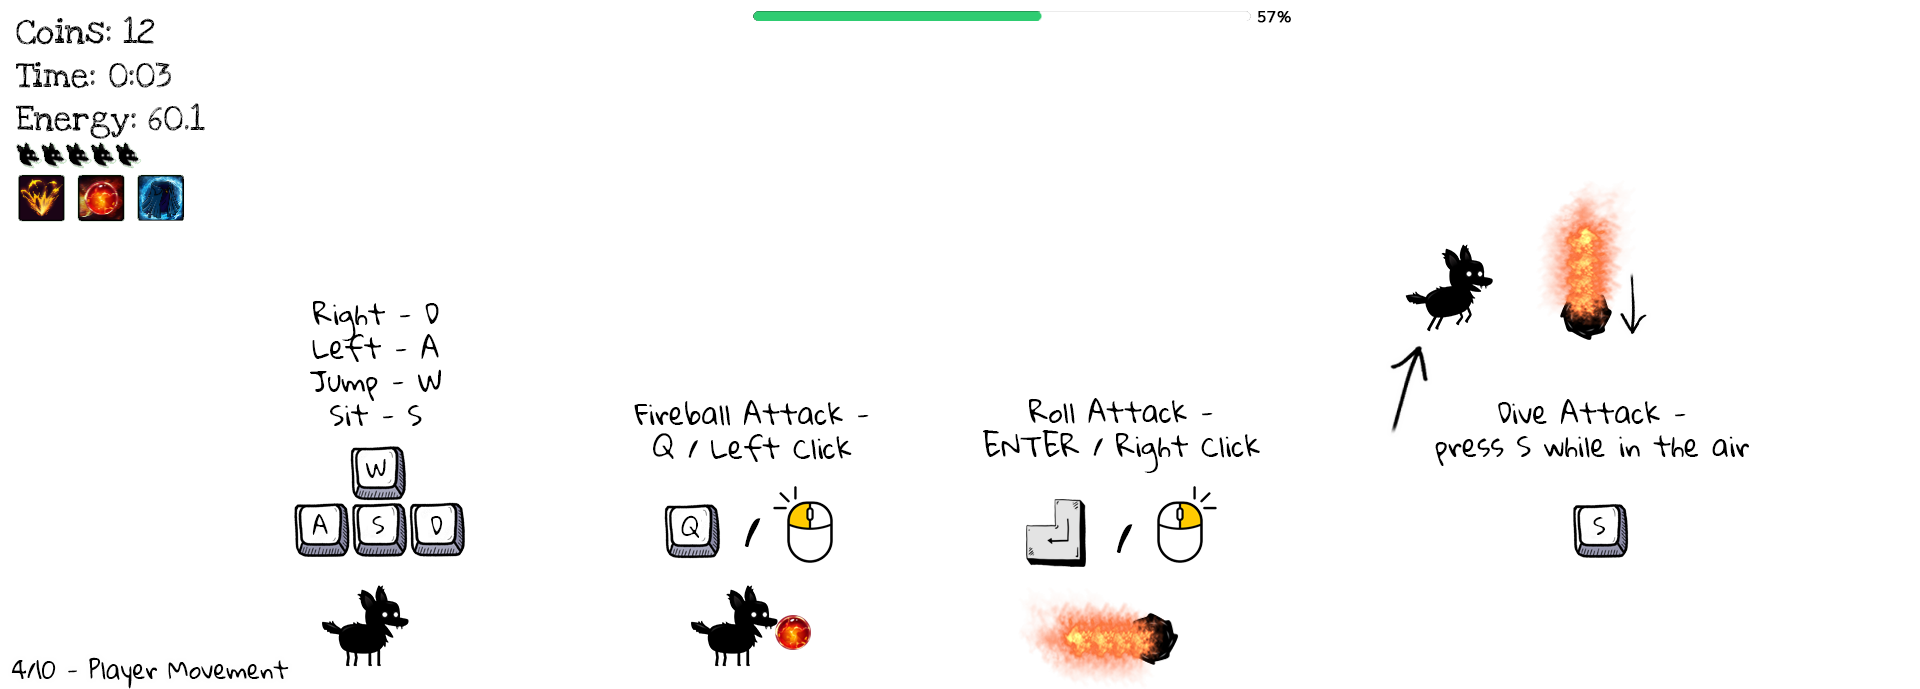 Coins: 12
57%
Time: 0:03
Energy: 60.1
Right - D
Left - A
Jump - W
Sit - S
Fireball Attack -
Q / Left Click
Roll Attack -
ENTER / Right Click
Dive Attack -
press S while in the air
W
A S D
Q /
/
S
4/10 - Player Movement